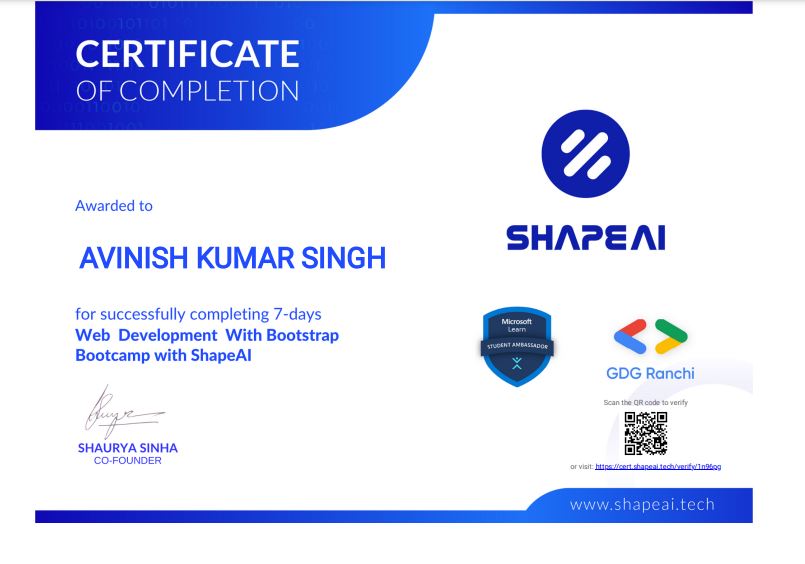 CERTIFICATE
OF COMPLETION
Awarded to
AVINISH KUMAR SINGH
for successfully completing 7-days
Web Development With Bootstrap
Bootcamp with ShapeAI
SHAURYA SINHA
CO-FOUNDER
SHAPEAI
Microsoft
Learn
STUDENT AMBASSADOR
GDG Ranchi
Scan the QR code to verify
or visit: https://cert.shapeai.tech/verify/1n96pg
www.shapeai.tech